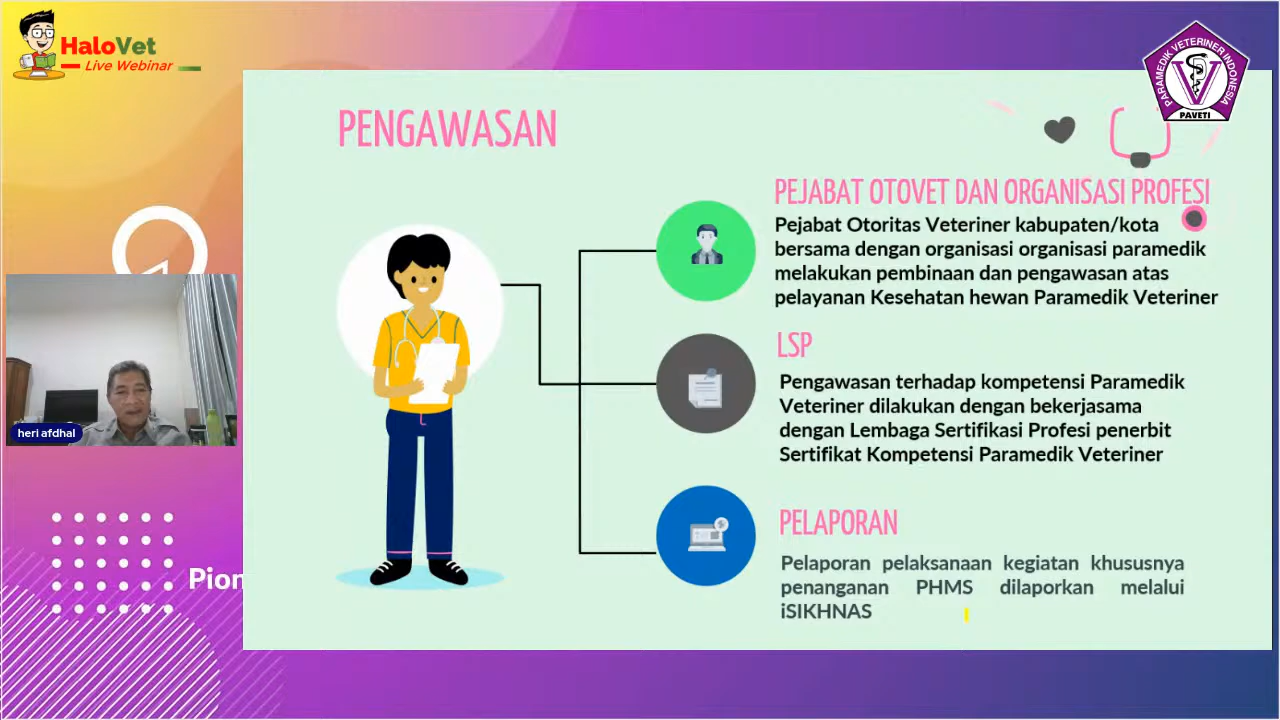 HaloVet
Live Webinar
PARAMEDIK VETERINER INDONESIA
PAVETI
PENGAWASAN
PEJABAT OTOVET DAN ORGANISASI PROFESI
Pejabat Otoritas Veteriner kabupaten/kota
bersama dengan organisasi organisasi paramedik
melakukan pembinaan dan pengawasan atas
pelayanan Kesehatan hewan Paramedik Veteriner
LSP
Pengawasan terhadap kompetensi Paramedik
Veteriner dilakukan dengan bekerjasama
dengan Lembaga Sertifikasi Profesi penerbit
Sertifikat Kompetensi Paramedik Veteriner
PELAPORAN
Pelaporan pelaksanaan kegiatan khususnya
penanganan PHMS dilaporkan melalui
iSIKHNAS
heri afdhal
Pion